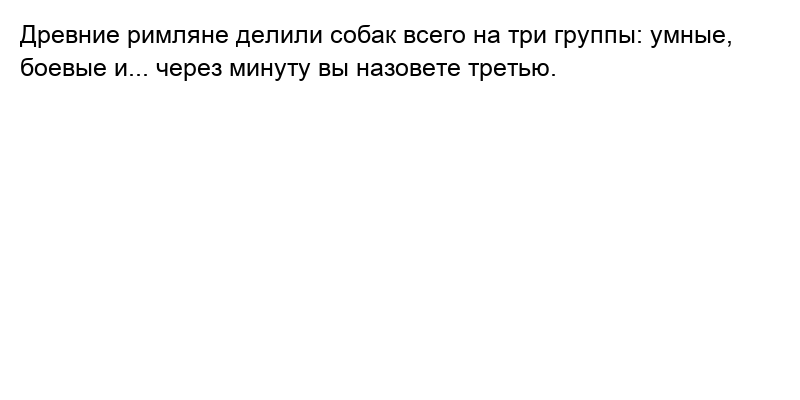 Древние римляне делили собак всего на три группы: умные,
боевые и... через минуту вы назовете третью.